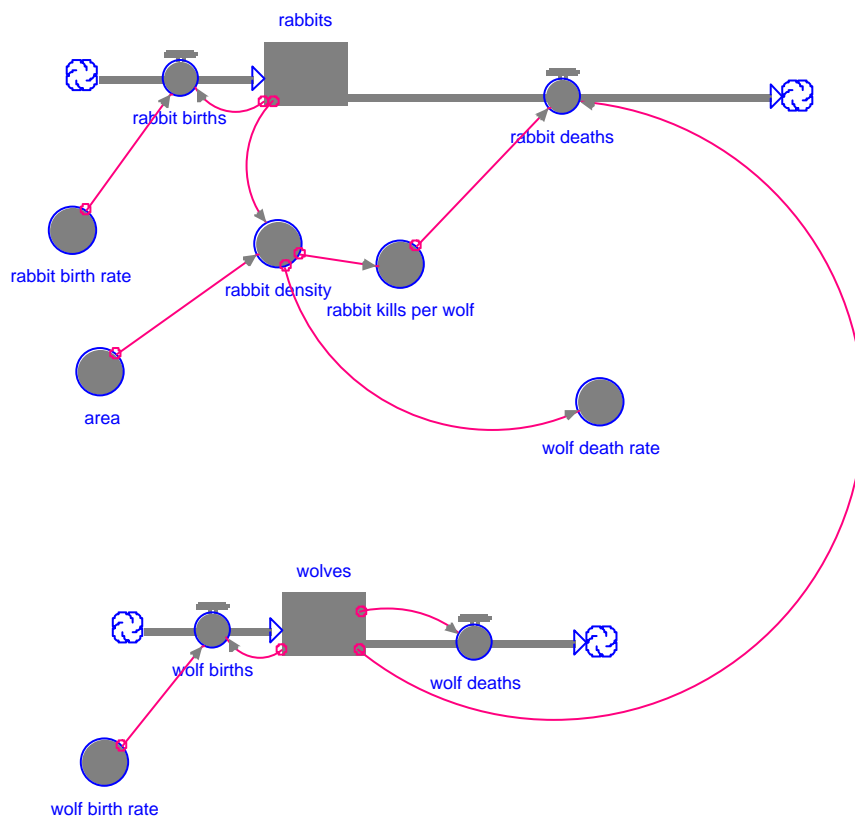 rabbits
rabbit births
rabbit deaths
rabbit birth rate
rabbit density
rabbit kills per wolf
area
wolf death rate
wolves
wolf births
wolf deaths
wolf birth rate